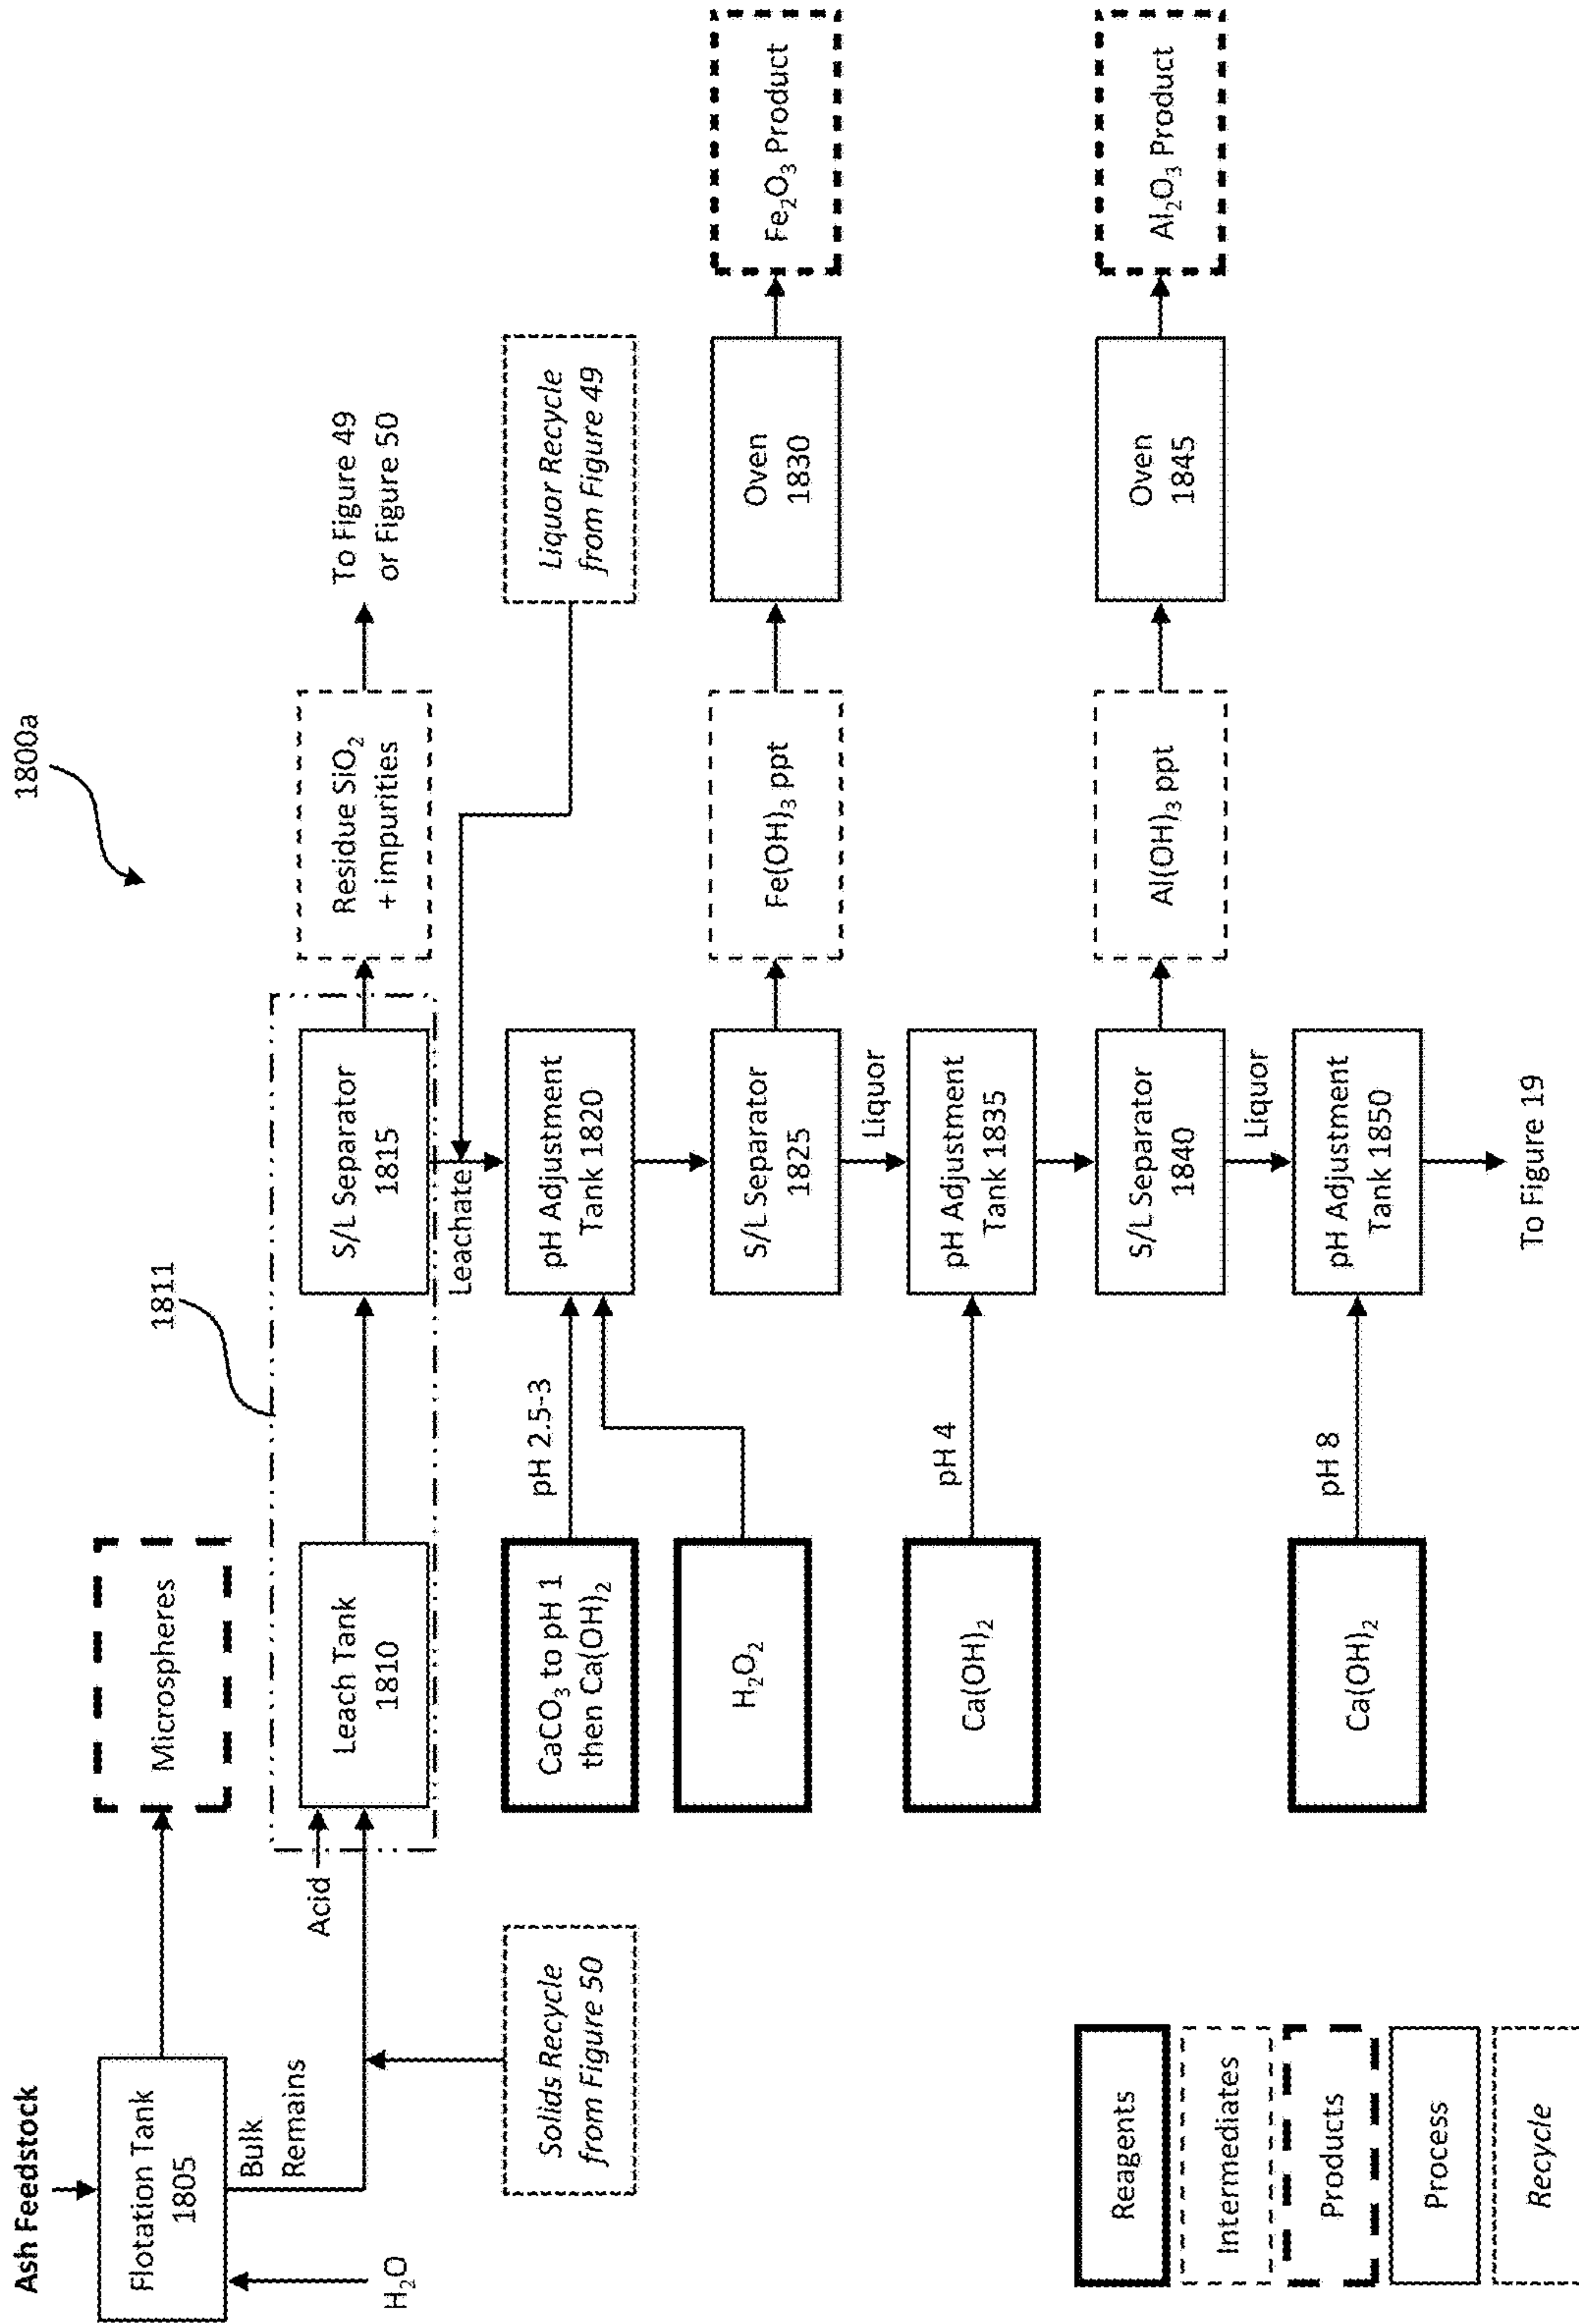 1800a
Ash Feedstock
Flotation Tank
1805
H₂O
Bulk
Remains
Microspheres
1811
Acid
Leach Tank
1810
S/L Separator
1815
Residue SiO₂
+ impurities
To Figure 49
or Figure 50
Solids Recycle
from Figure 50
Leachate
Liquor Recycle
from Figure 49
CaCO₃ to pH 1
then Ca(OH)₂
pH 2.5-3
pH Adjustment
Tank 1820
H₂O₂
S/L Separator
1825
Fe(OH)₃ ppt
Oven
1830
Fe₂O₃ Product
Liquor
Ca(OH)₂
pH 4
pH Adjustment
Tank 1835
S/L Separator
1840
Al(OH)₃ ppt
Oven
1845
Al₂O₃ Product
Liquor
Ca(OH)₂
pH 8
pH Adjustment
Tank 1850
To Figure 19
Reagents
Intermediates
Products
Process
Recycle